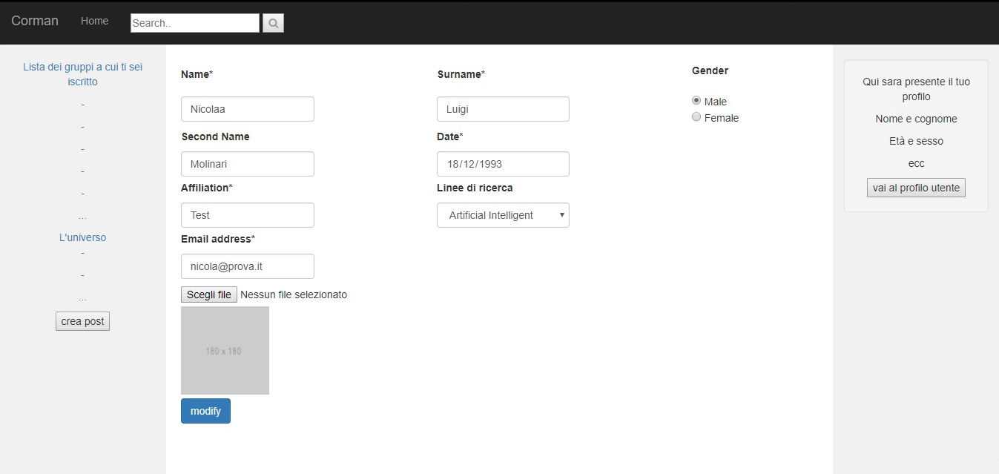 Corman Home Search..
Lista dei gruppi a cui ti sei
iscritto
-
-
-
-
-
...
L'universo
-
-
...
crea post
Name* Surname* Gender
Nicolaa Luigi Male
Female
Second Name Date*
Molinari 18/12/1993
Affiliation* Linee di ricerca
Test Artificial Intelligent
Email address*
nicola@prova.it
Scegli file Nessun file selezionato
180 x 180
modify
Qui sara presente il tuo
profilo
Nome e cognome
Età e sesso
ecc
vai al profilo utente